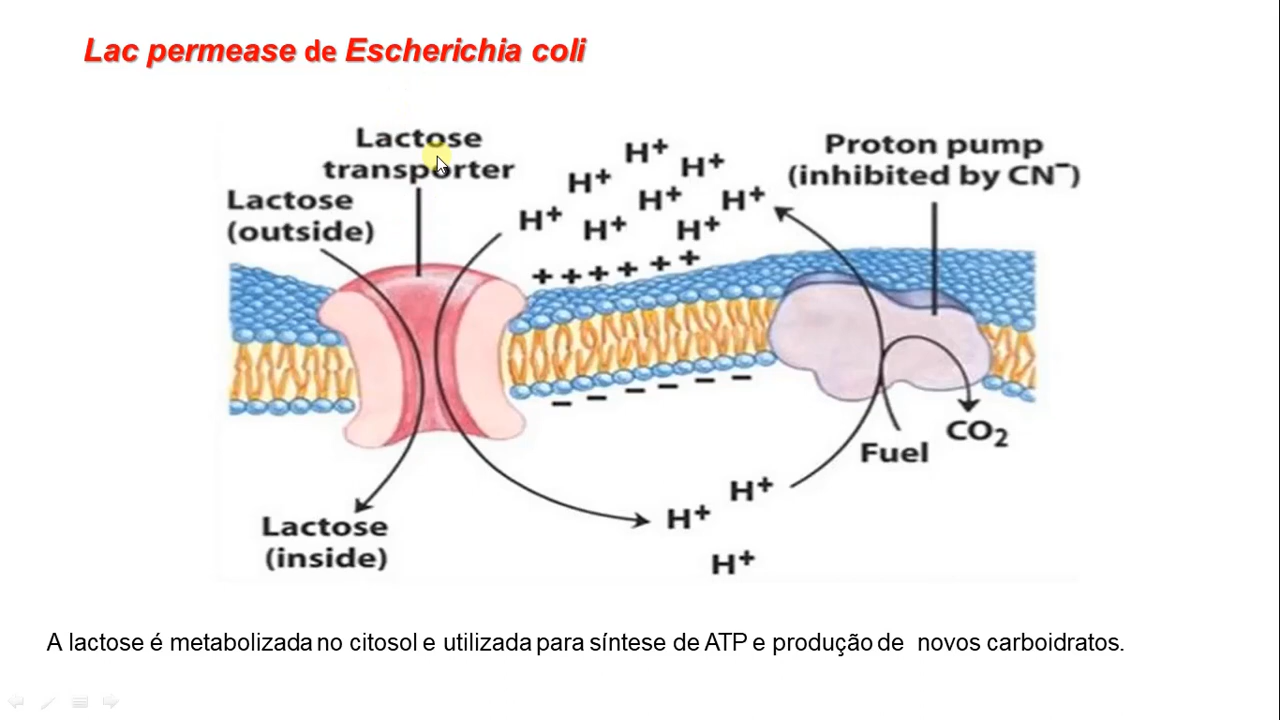 Lac permease de Escherichia coli
Lactose
transporter
Lactose
(outside)
H+
H+
H+
H+
H+
H+
H+
H+
Proton pump
(inhibited by CN⁻)
+ + + + + +
− − − − − −
CO₂
Fuel
H+
H+
H+
Lactose
(inside)
A lactose é metabolizada no citosol e utilizada para síntese de ATP e produção de novos carboidratos.